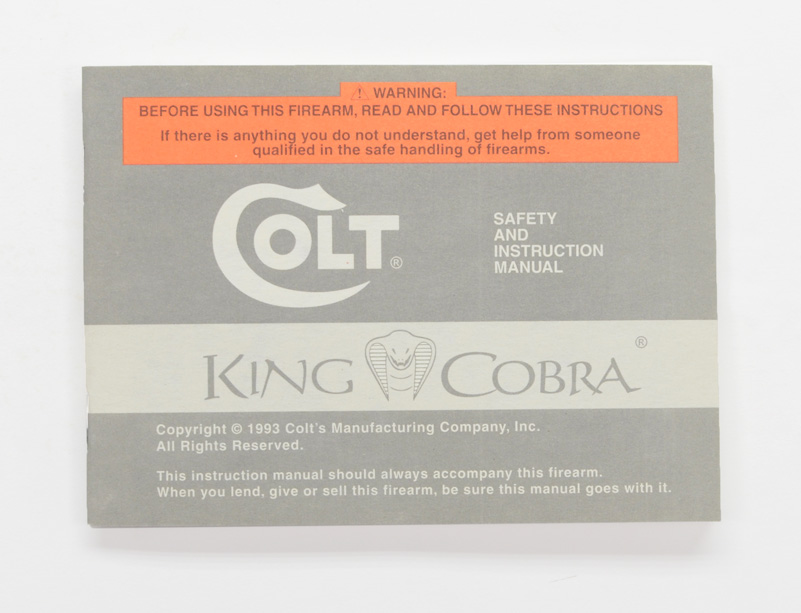 ⚠ WARNING:
BEFORE USING THIS FIREARM, READ AND FOLLOW THESE INSTRUCTIONS
If there is anything you do not understand, get help from someone
qualified in the safe handling of firearms.
COLT®
SAFETY
AND
INSTRUCTION
MANUAL
KING COBRA®
Copyright © 1993 Colt's Manufacturing Company, Inc.
All Rights Reserved.
This instruction manual should always accompany this firearm.
When you lend, give or sell this firearm, be sure this manual goes with it.